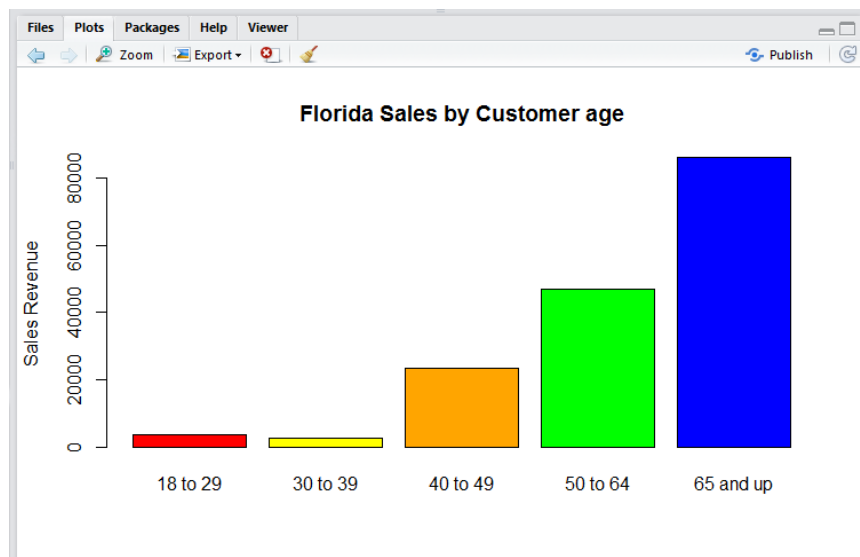 Files Plots Packages Help Viewer
Zoom Export Publish
Florida Sales by Customer age
Sales Revenue
80000
60000
40000
20000
0
18 to 29 30 to 39 40 to 49 50 to 64 65 and up